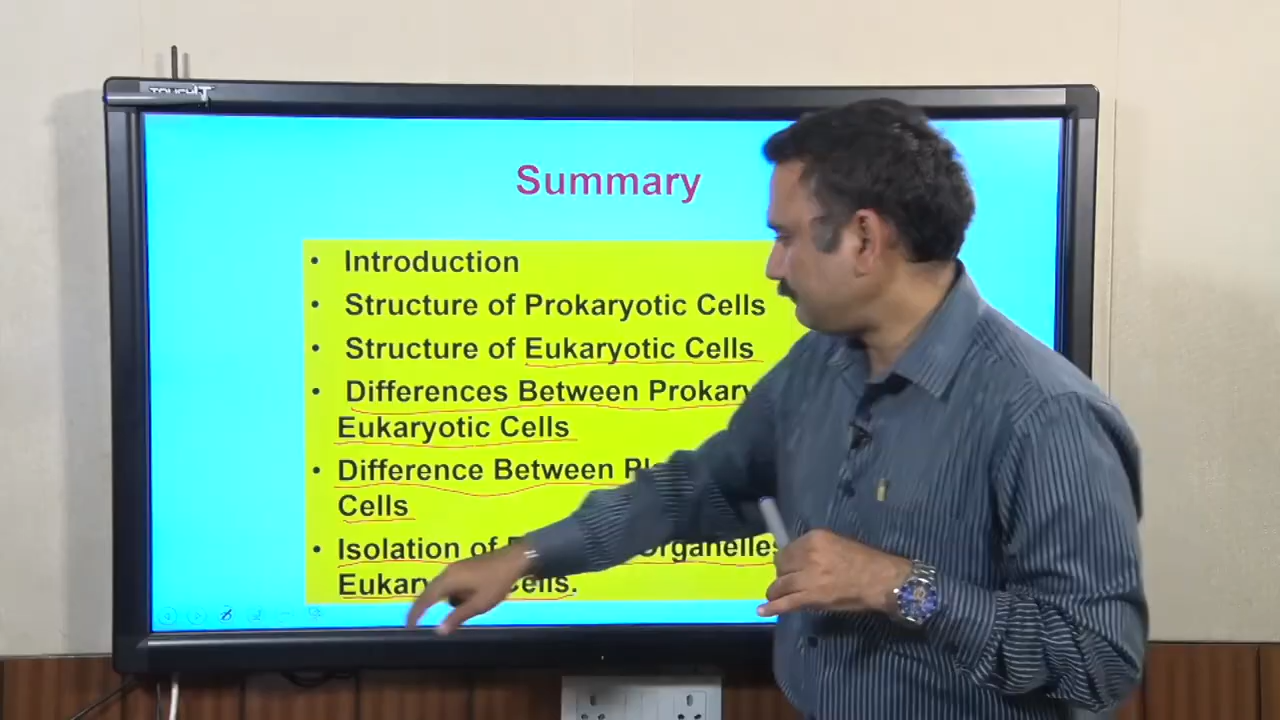 TOUCHIT
Summary
• Introduction
• Structure of Prokaryotic Cells
• Structure of Eukaryotic Cells
• Differences Between
Eukaryotic Cells
• Difference Between
Cells
• Isolation of Organelles
Cells.